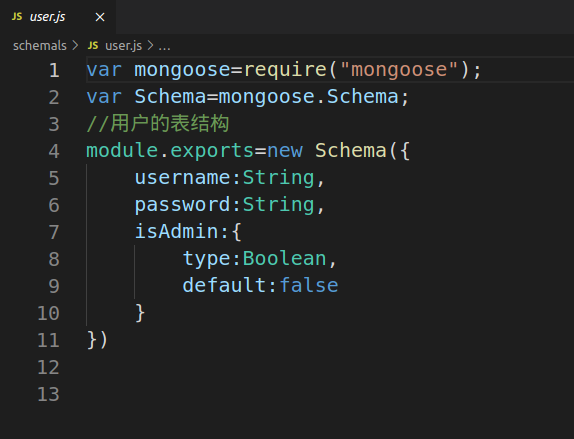 JS user.js ×
schemals > JS user.js > ...
1 var mongoose=require("mongoose");
2 var Schema=mongoose.Schema;
3 //用户的表结构
4 module.exports=new Schema({
5     username:String,
6     password:String,
7     isAdmin:{
8         type:Boolean,
9         default:false
10     }
11 })
12
13